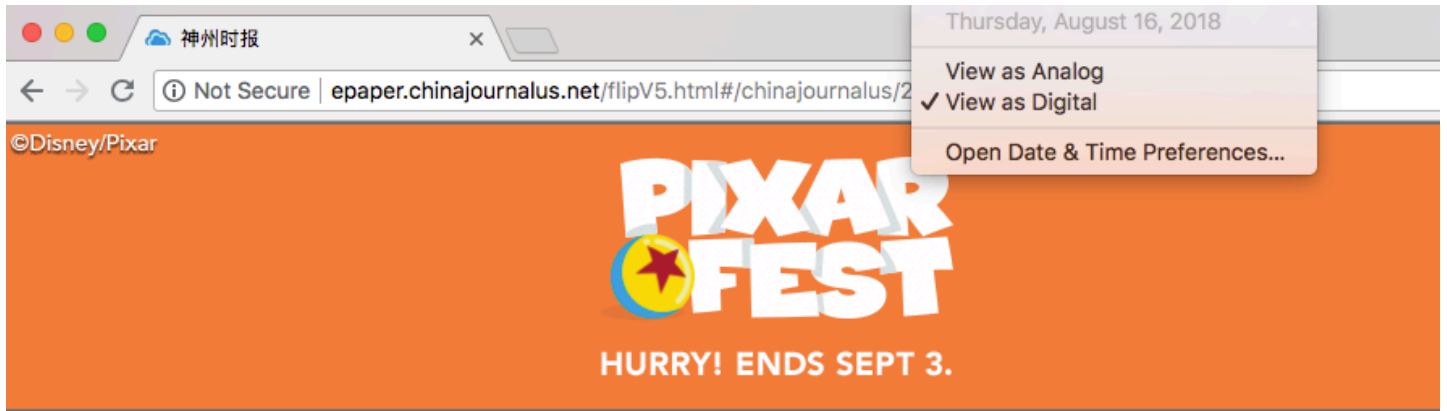 神州时报
Thursday, August 16, 2018
Not Secure | epaper.chinajournalus.net/flipV5.html#/chinajournalus/2
View as Analog
✓ View as Digital
Open Date & Time Preferences...
©Disney/Pixar
PIXAR
FEST
HURRY! ENDS SEPT 3.